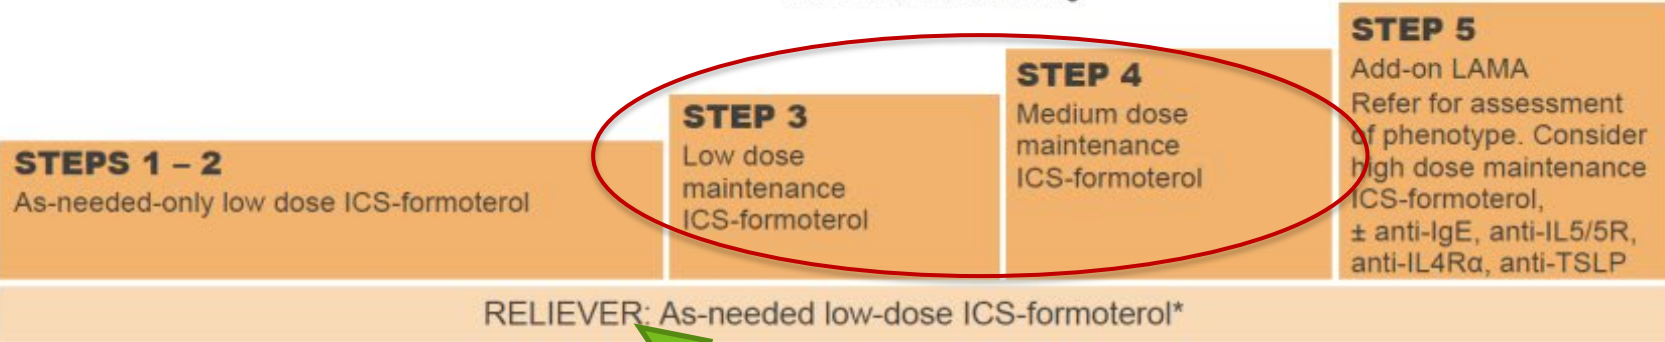 STEPS 1 – 2
As-needed-only low dose ICS-formoterol
STEP 3
Low dose
maintenance
ICS-formoterol
STEP 4
Medium dose
maintenance
ICS-formoterol
STEP 5
Add-on LAMA
Refer for assessment
of phenotype. Consider
high dose maintenance
ICS-formoterol,
± anti-IgE, anti-IL5/5R,
anti-IL4Rα, anti-TSLP
RELIEVER: As-needed low-dose ICS-formoterol*